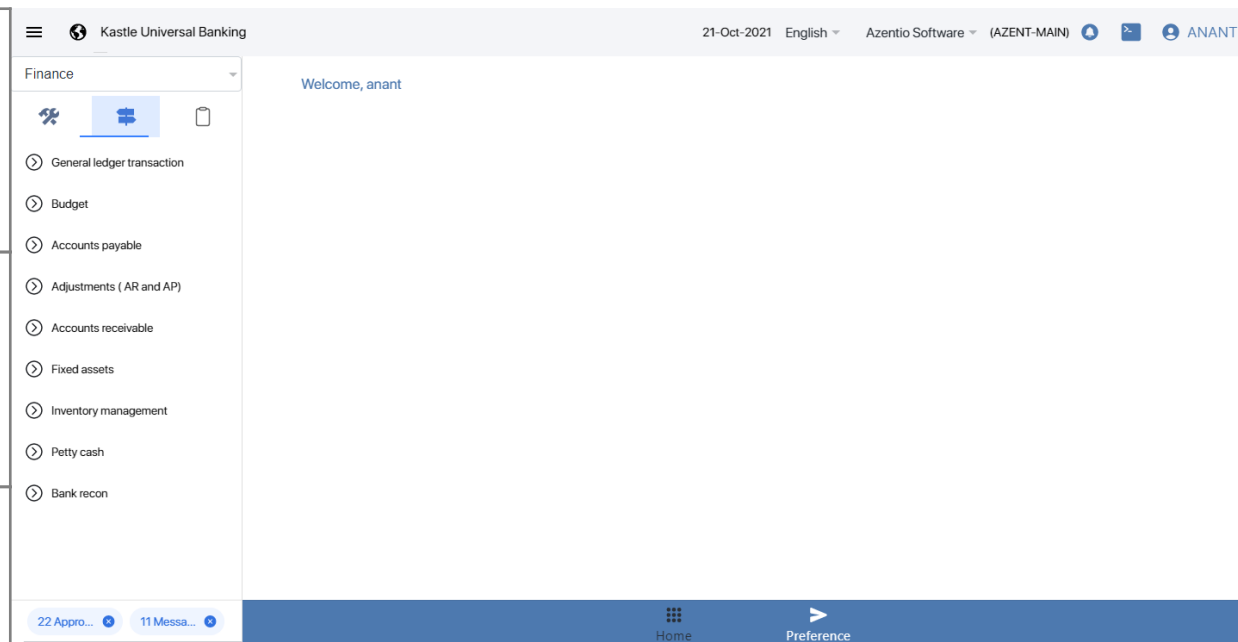 Kastle Universal Banking 21-Oct-2021 English Azentio Software (AZENT-MAIN) ANANT
Finance
Welcome, anant
General ledger transaction
Budget
Accounts payable
Adjustments ( AR and AP)
Accounts receivable
Fixed assets
Inventory management
Petty cash
Bank recon
22 Appro... 11 Messa...
Home Preference